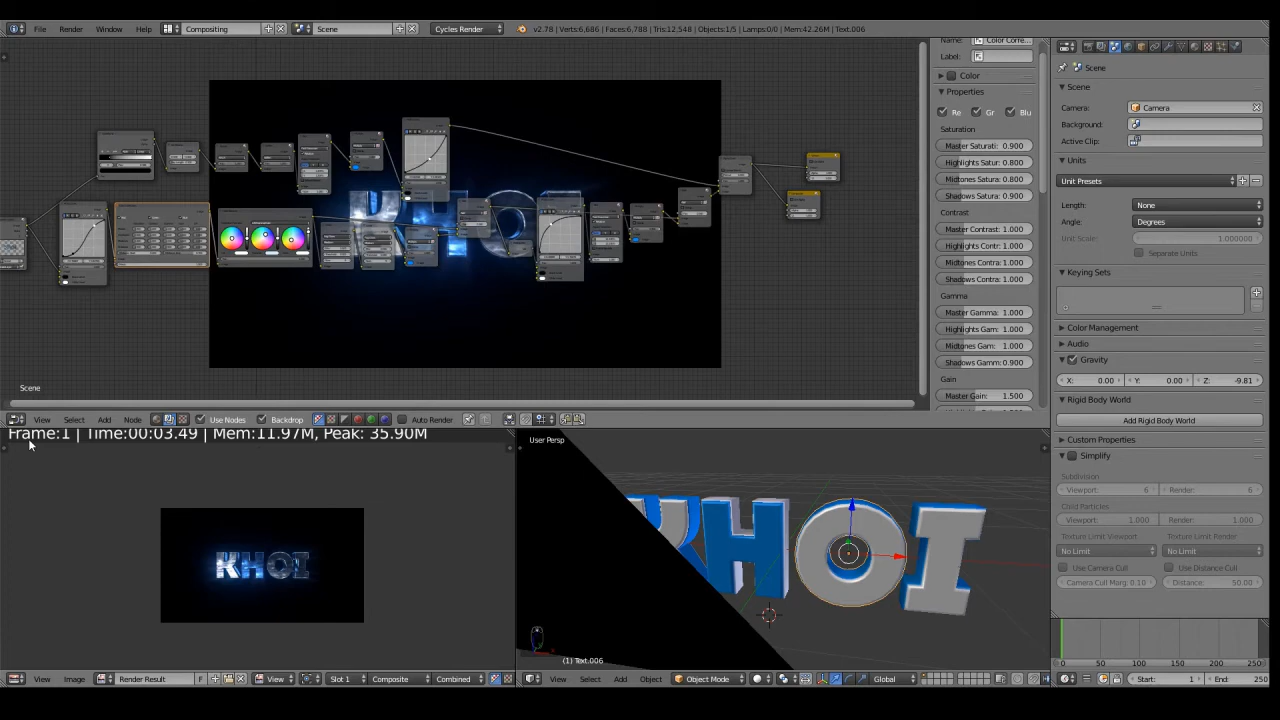 File Render Window Help Compositing Scene Cycles Render v2.78 | Verts:6,686 | Faces:6,788 | Tris:12,548 | Objects:1/5 | Lamps:0/0 | Mem:42.26M | Text.006
Name: Color Corre...
Label:
Color
Properties
Re Gr Blu
Saturation
Master Saturati: 0.900
Highlights Satur: 0.800
Midtones Satur: 0.800
Shadows Satur: 0.900
Contrast
Master Contrast: 1.000
Highlights Contr: 1.000
Midtones Contra: 1.000
Shadows Contra: 1.000
Gamma
Master Gamma: 1.000
Highlights Gam: 1.000
Midtones Gam: 1.000
Shadows Gamm: 0.900
Gain
Master Gain: 1.500
Scene
Scene
Camera: Camera
Background:
Active Clip:
Units
Unit Presets
Length: None
Angle: Degrees
Unit Scale: 1.000000
Separate Units
Keying Sets
Color Management
Audio
Gravity
X: 0.00 Y: 0.00 Z: -9.81
Rigid Body World
Add Rigid Body World
Custom Properties
Simplify
Subdivision
Viewport: 6 Render: 6
Child Particles
Viewport: 1.000 Render: 1.000
Texture Limit Viewport Texture Limit Render
No Limit No Limit
Use Camera Cull Use Distance Cull
Camera Cull Marg: 0.10 Distance: 50.00
0 50 100 150 200 250
Start: 1 End: 250
KHOI
Scene
View Select Add Node Use Nodes Backdrop Auto Render
Frame:1 | Time:00:03.49 | Mem:11.97M, Peak: 35.90M
KHOI
View Image Render Result F View Slot 1 Composite Combined
User Persp
KHOI
(1) Text.006
View Select Add Object Object Mode Global